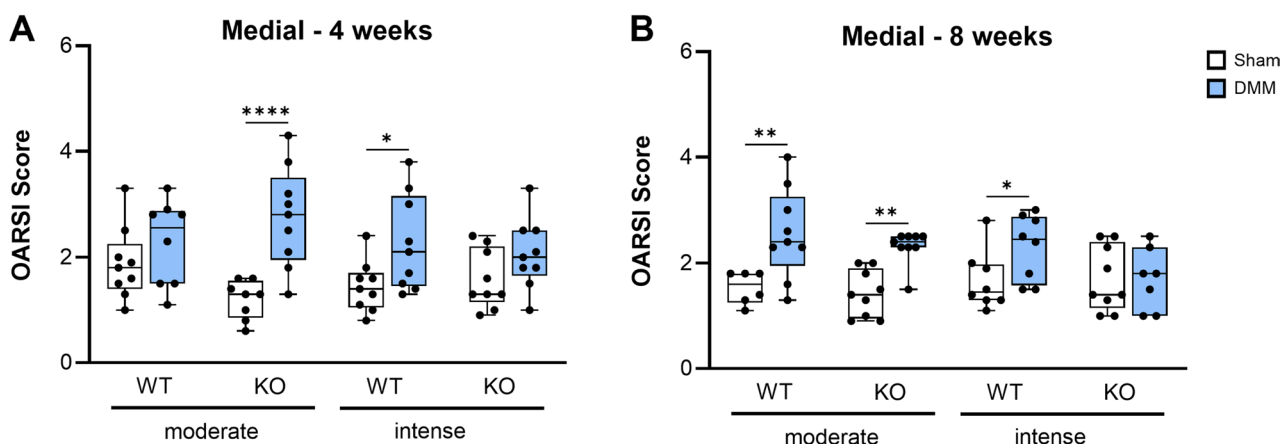 A
Medial - 4 weeks
OARSI Score
6
4
2
0
****
*
WT
KO
WT
KO
moderate
intense
B
Medial - 8 weeks
OARSI Score
6
4
2
0
**
**
*
WT
KO
WT
KO
moderate
intense
Sham
DMM